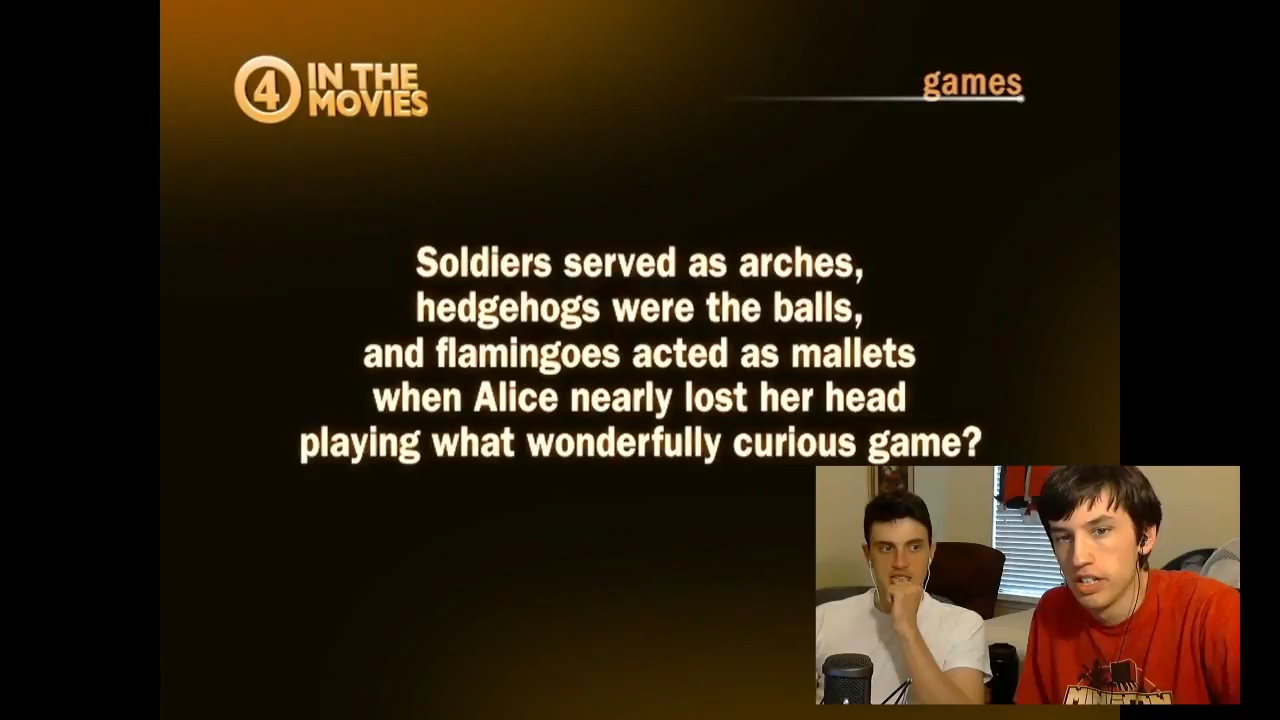 4 IN THE
MOVIES
games
Soldiers served as arches,
hedgehogs were the balls,
and flamingoes acted as mallets
when Alice nearly lost her head
playing what wonderfully curious game?